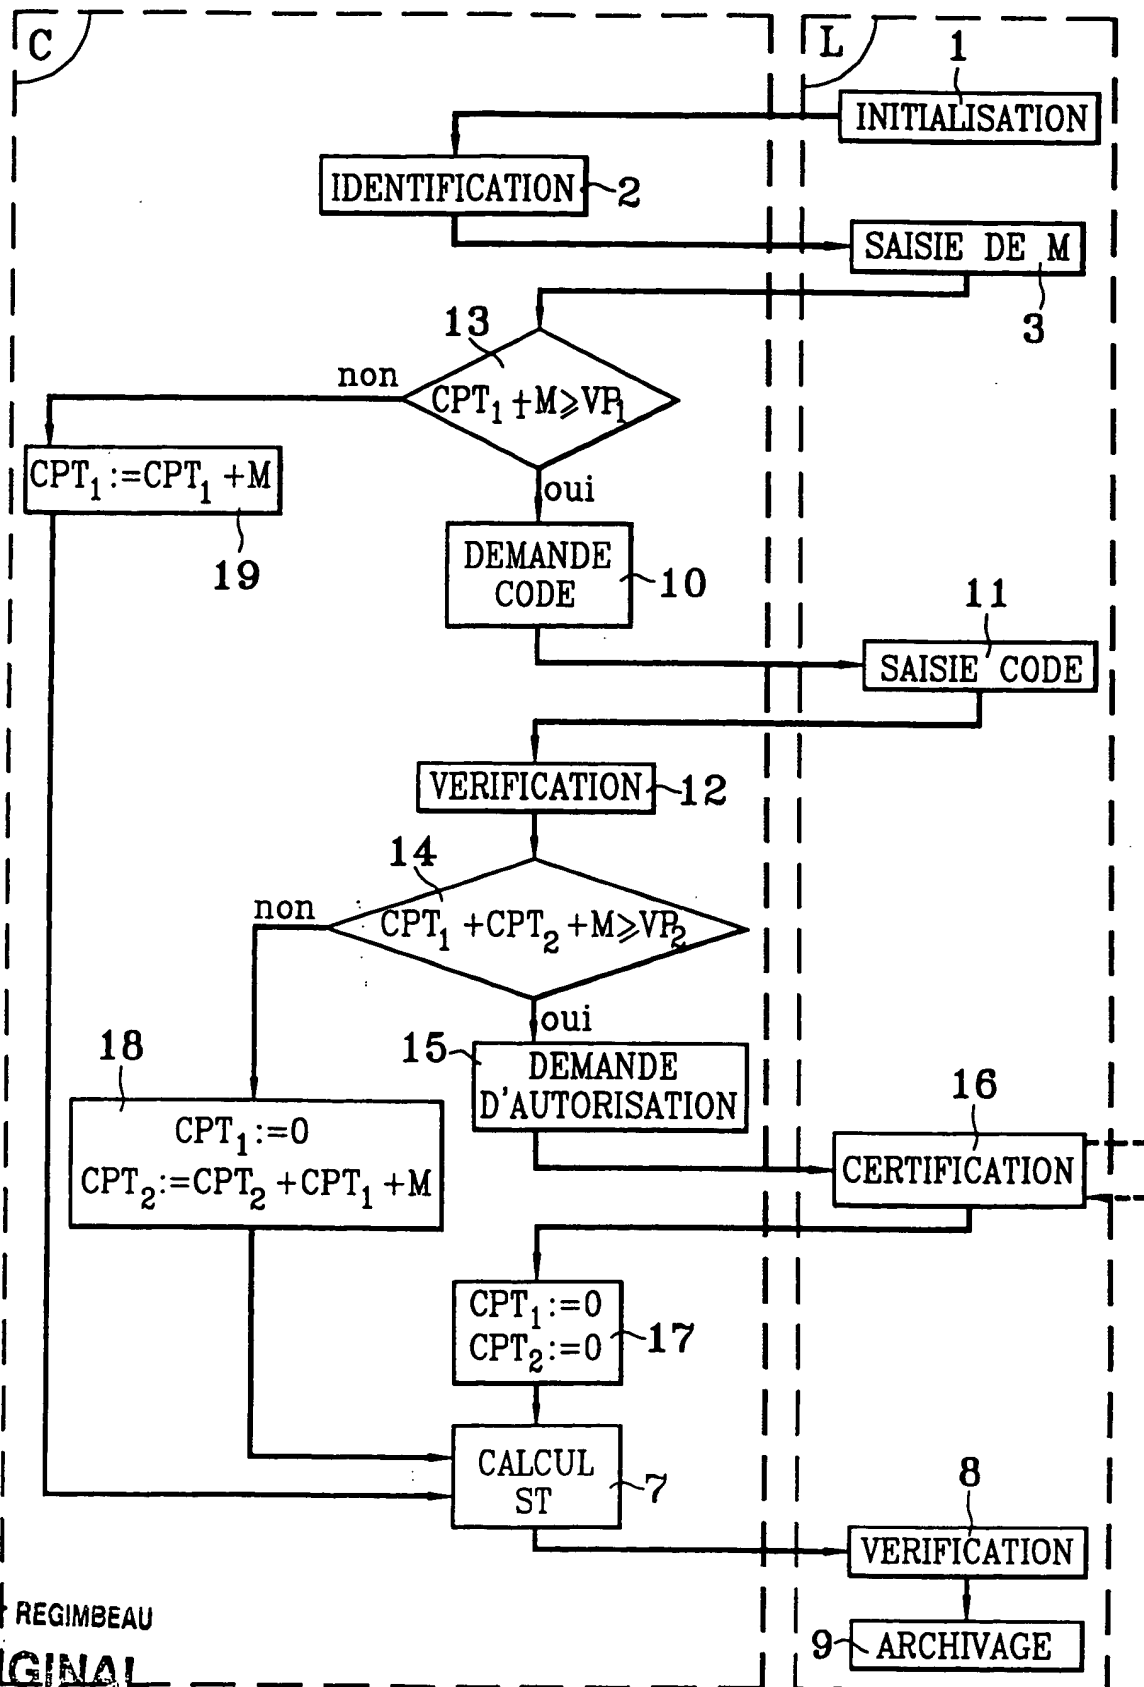 C
L
1
INITIALISATION
IDENTIFICATION
2
SAISIE DE M
3
13
non
CPT₁ + M ⩾ VP₁
CPT₁ := CPT₁ + M
19
oui
DEMANDE
CODE
10
11
SAISIE CODE
VERIFICATION
12
14
non
CPT₁ + CPT₂ + M ⩾ VP₂
oui
18
15
DEMANDE
D'AUTORISATION
CPT₁ := 0
CPT₂ := CPT₂ + CPT₁ + M
16
CERTIFICATION
CPT₁ := 0
CPT₂ := 0
17
CALCUL
ST
7
8
VERIFICATION
9
ARCHIVAGE
REGIMBEAU
GINAL